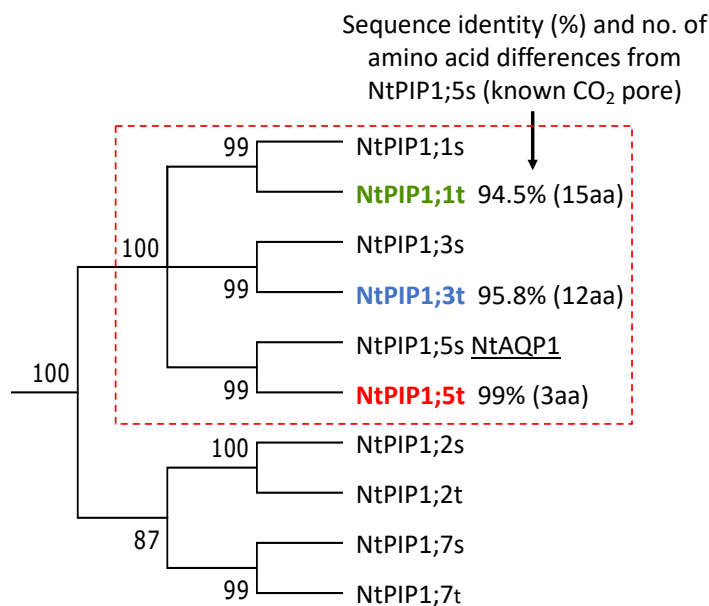 Sequence identity (%) and no. of
amino acid differences from
NtPIP1;5s (known CO₂ pore)
99
NtPIP1;1s
NtPIP1;1t 94.5% (15aa)
100
NtPIP1;3s
99
NtPIP1;3t 95.8% (12aa)
NtPIP1;5s NtAQP1
100
99
NtPIP1;5t 99% (3aa)
100
NtPIP1;2s
NtPIP1;2t
87
NtPIP1;7s
99
NtPIP1;7t